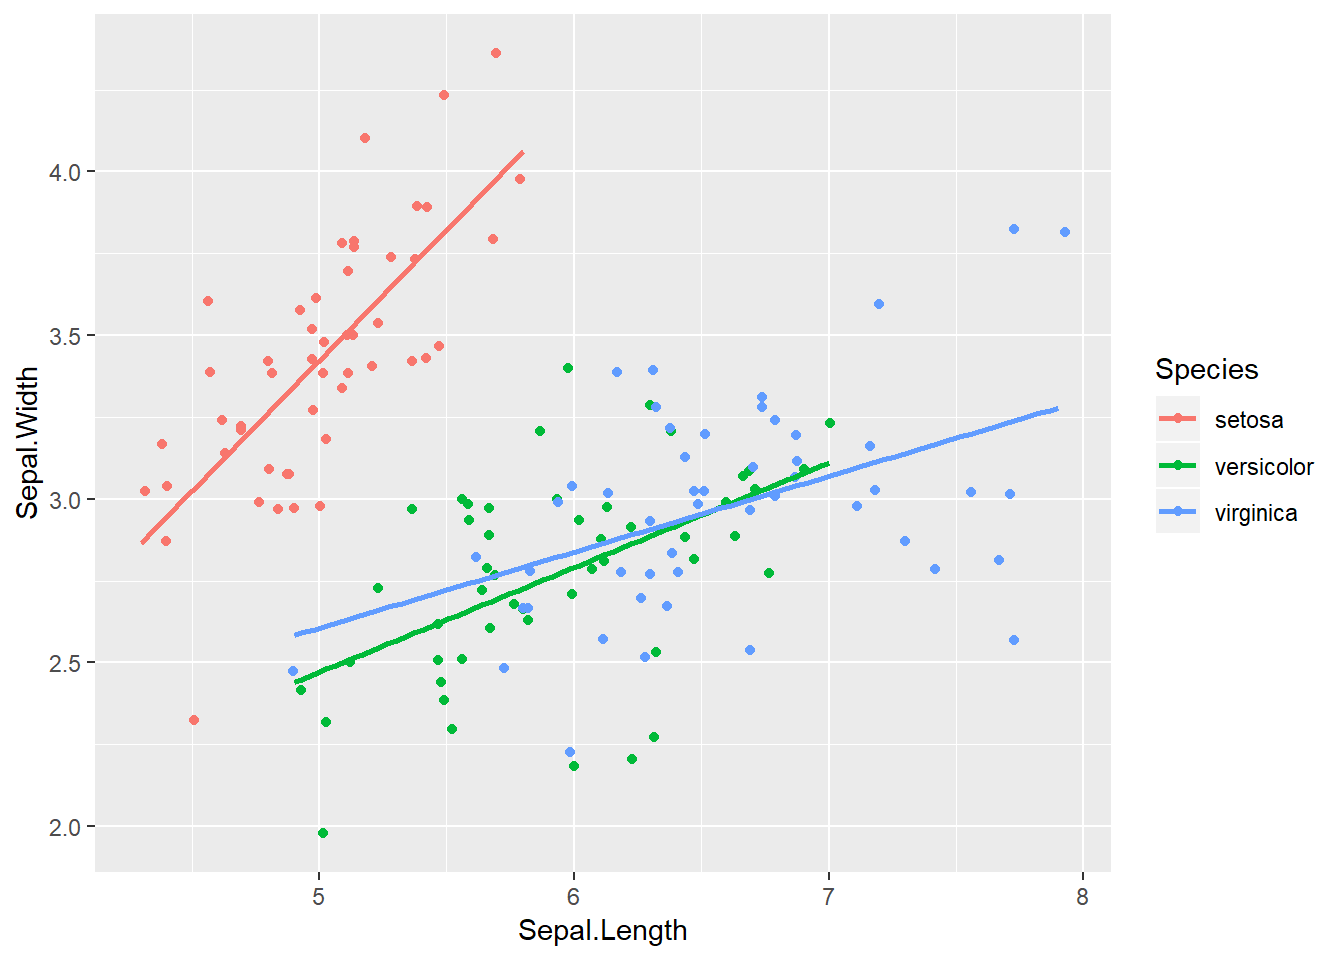 Sepal.Width
4.0
3.5
3.0
2.5
2.0
5 6 7 8
Sepal.Length
Species
setosa
versicolor
virginica